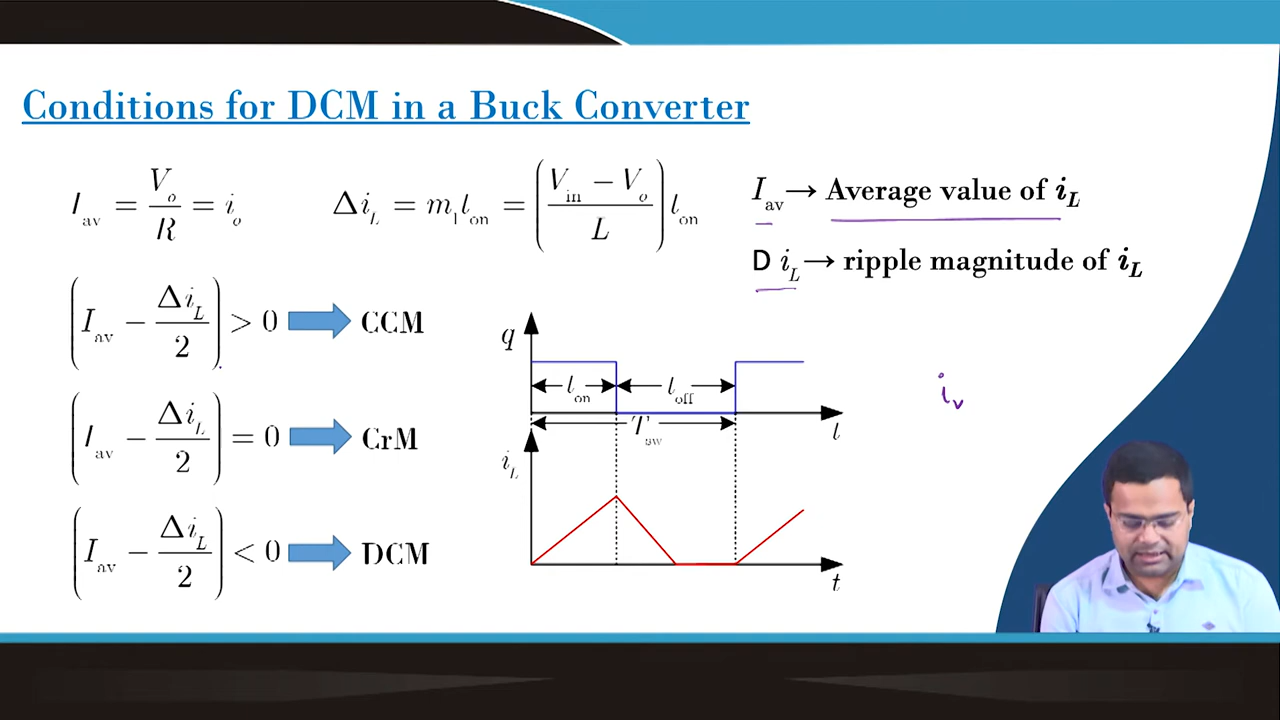 Conditions for DCM in a Buck Converter
I_av = V_o / R = i_o
Δi_L = m_1 t_on = ((V_in − V_o) / L) t_on
I_av → Average value of i_L
D i_L → ripple magnitude of i_L
(I_av − Δi_L / 2) > 0 CCM
(I_av − Δi_L / 2) = 0 CrM
(I_av − Δi_L / 2) < 0 DCM
q
t_on t_off
T_sw
t
i_L
t
i_v